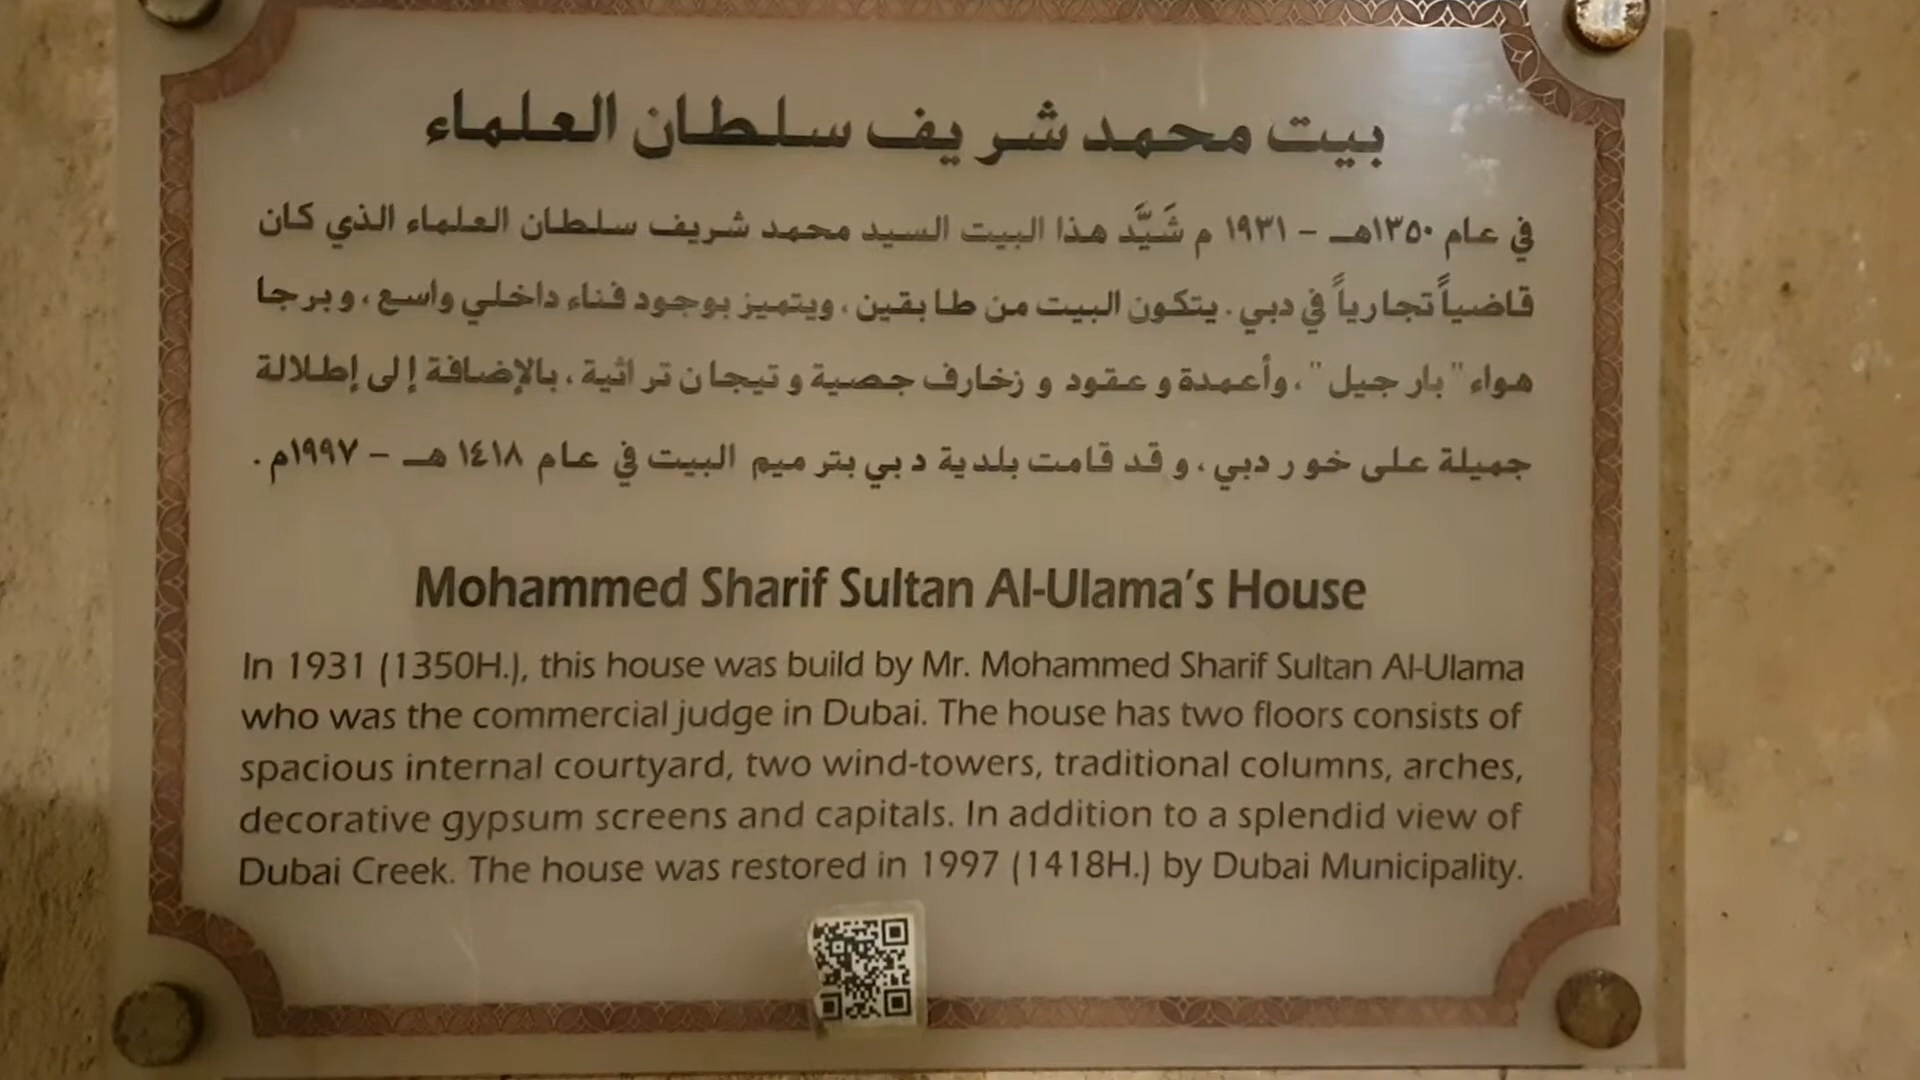 بيت محمد شريف سلطان العلماء
في عام ١٣٥٠هـ – ١٩٣١ م شَيَّد هذا البيت السيد محمد شريف سلطان العلماء الذي كان
قاضياً تجارياً في دبي. يتكون البيت من طابقين، ويتميز بوجود فناء داخلي واسع، وبرجا
هواء "بارجيل"، وأعمدة و عقود و زخارف جصية و تيجان تراثية، بالإضافة إلى إطلالة
جميلة على خور دبي، و قد قامت بلدية دبي بترميم البيت في عام ١٤١٨ هـ – ١٩٩٧م.
Mohammed Sharif Sultan Al-Ulama's House
In 1931 (1350H.), this house was build by Mr. Mohammed Sharif Sultan Al-Ulama
who was the commercial judge in Dubai. The house has two floors consists of
spacious internal courtyard, two wind-towers, traditional columns, arches,
decorative gypsum screens and capitals. In addition to a splendid view of
Dubai Creek. The house was restored in 1997 (1418H.) by Dubai Municipality.